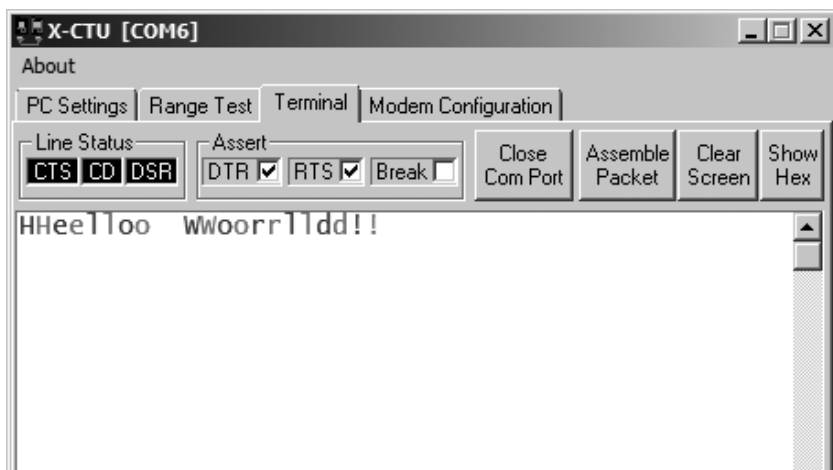 X-CTU [COM6]
About
PC Settings Range Test Terminal Modem Configuration
Line Status
CTS CD DSR
Assert
DTR RTS Break
Close
Com Port
Assemble
Packet
Clear
Screen
Show
Hex
HHeelloo  WWoorrlldd!!